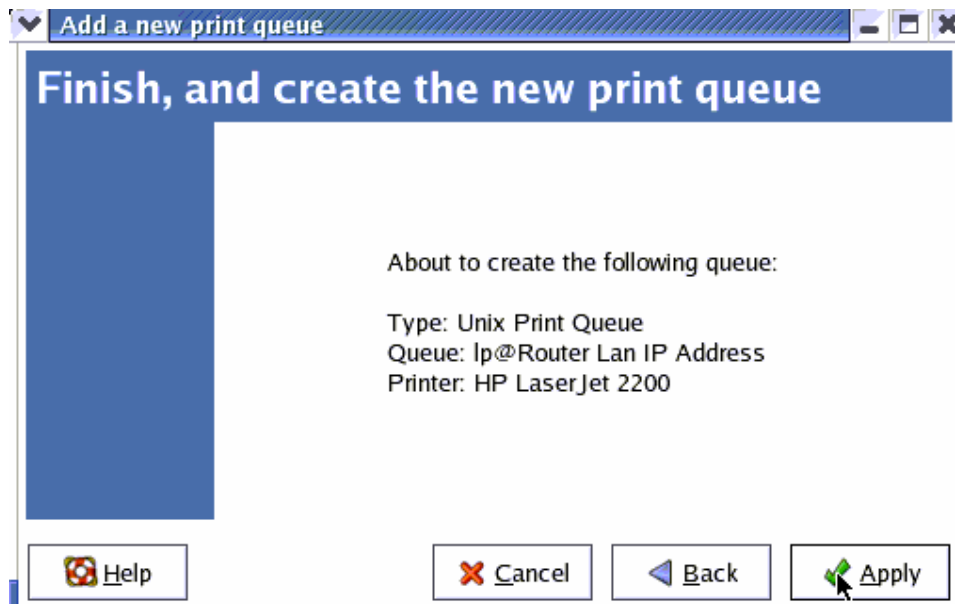 Add a new print queue
Finish, and create the new print queue
About to create the following queue:
Type: Unix Print Queue
Queue: lp@Router Lan IP Address
Printer: HP LaserJet 2200
Help
Cancel
Back
Apply